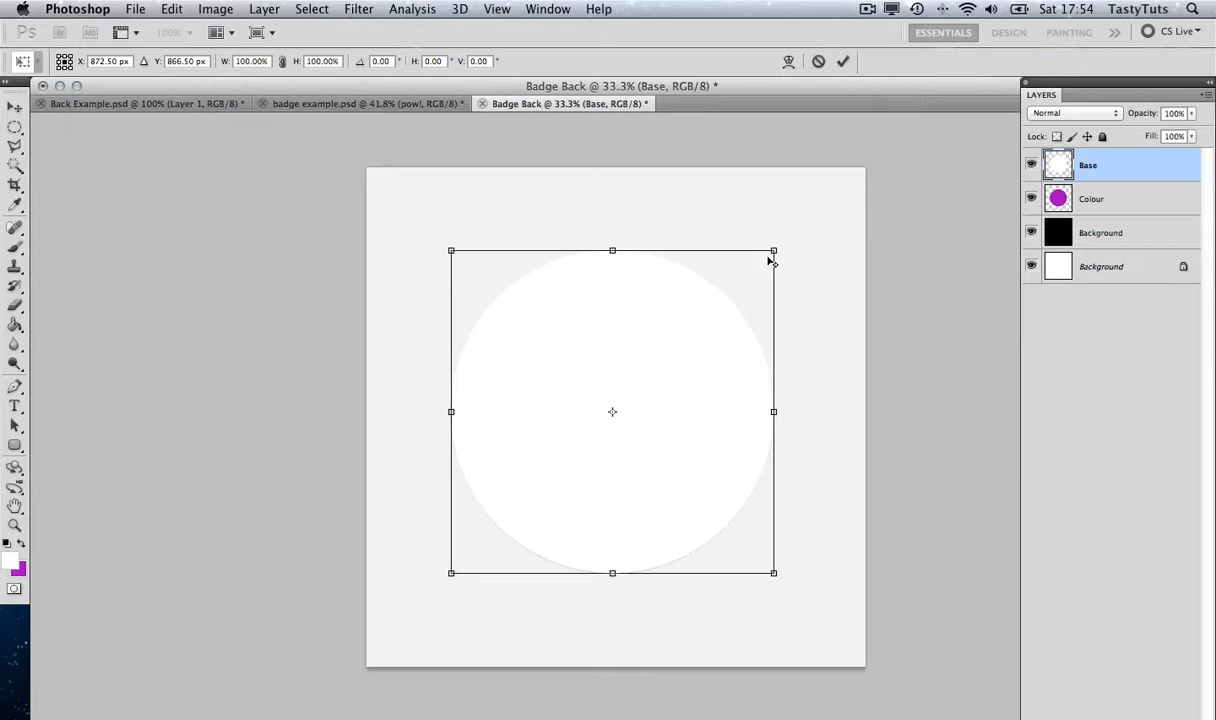 Photoshop File Edit Image Layer Select Filter Analysis 3D View Window Help Sat 17:54 TastyTuts
Ps Br Mb 100% ESSENTIALS DESIGN PAINTING CS Live
X: 872.50 px Y: 866.50 px W: 100.00% H: 100.00% 0.00 ° H: 0.00 ° V: 0.00 °
Badge Back @ 33.3% (Base, RGB/8) *
Back Example.psd @ 100% (Layer 1, RGB/8) * badge example.psd @ 41.8% (pow!, RGB/8) * Badge Back @ 33.3% (Base, RGB/8) *
LAYERS
Normal Opacity: 100%
Lock: Fill: 100%
Base
Colour
Background
Background
T